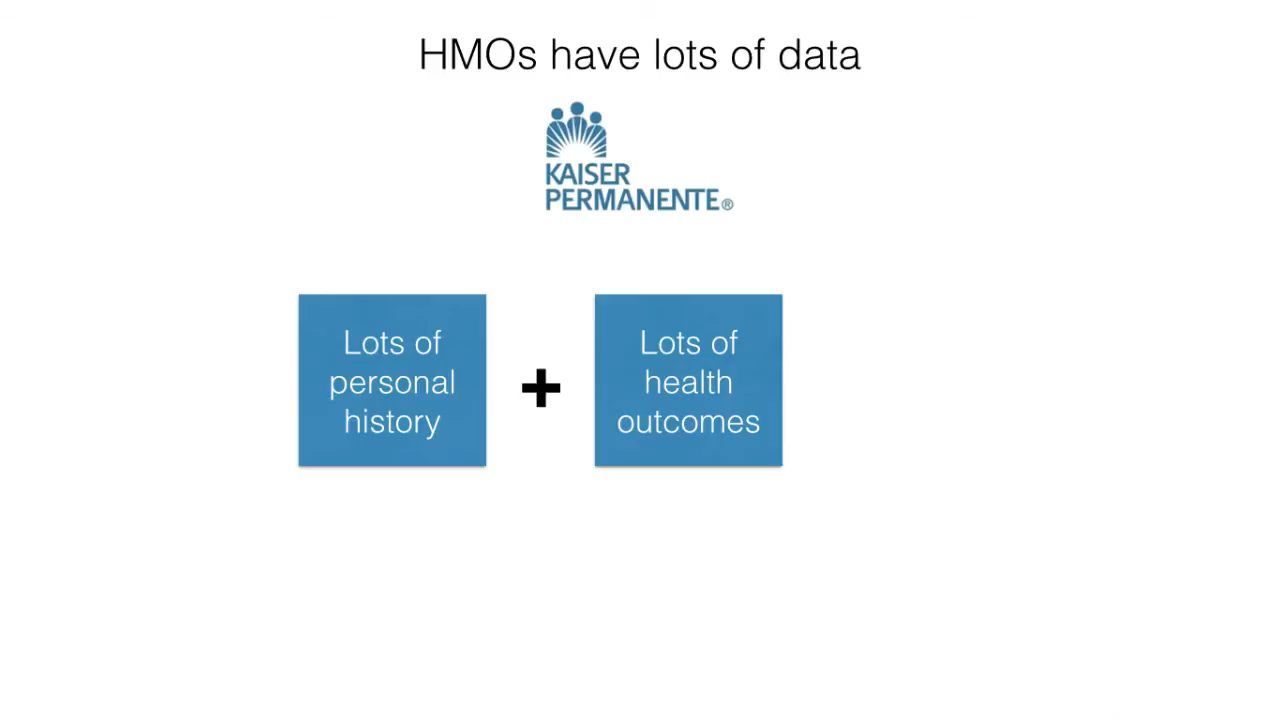 HMOs have lots of data
KAISER
PERMANENTE®
Lots of
personal
history
+
Lots of
health
outcomes